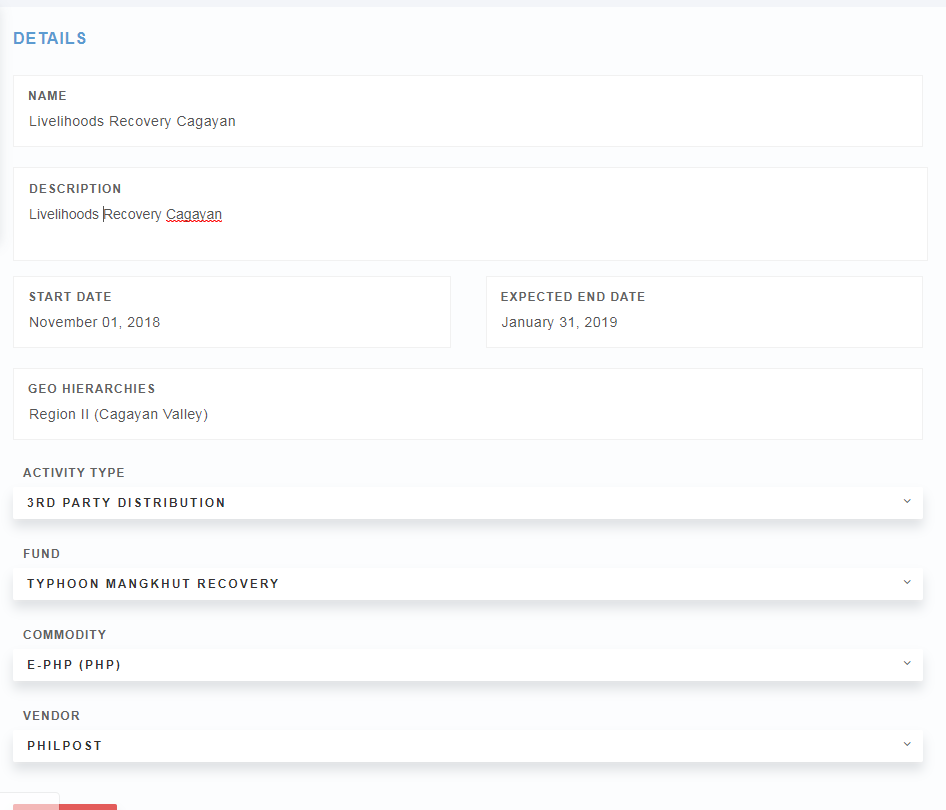 DETAILS
NAME
Livelihoods Recovery Cagayan
DESCRIPTION
Livelihoods Recovery Cagayan
START DATE
November 01, 2018
EXPECTED END DATE
January 31, 2019
GEO HIERARCHIES
Region II (Cagayan Valley)
ACTIVITY TYPE
3RD PARTY DISTRIBUTION
FUND
TYPHOON MANGKHUT RECOVERY
COMMODITY
E-PHP (PHP)
VENDOR
PHILPOST